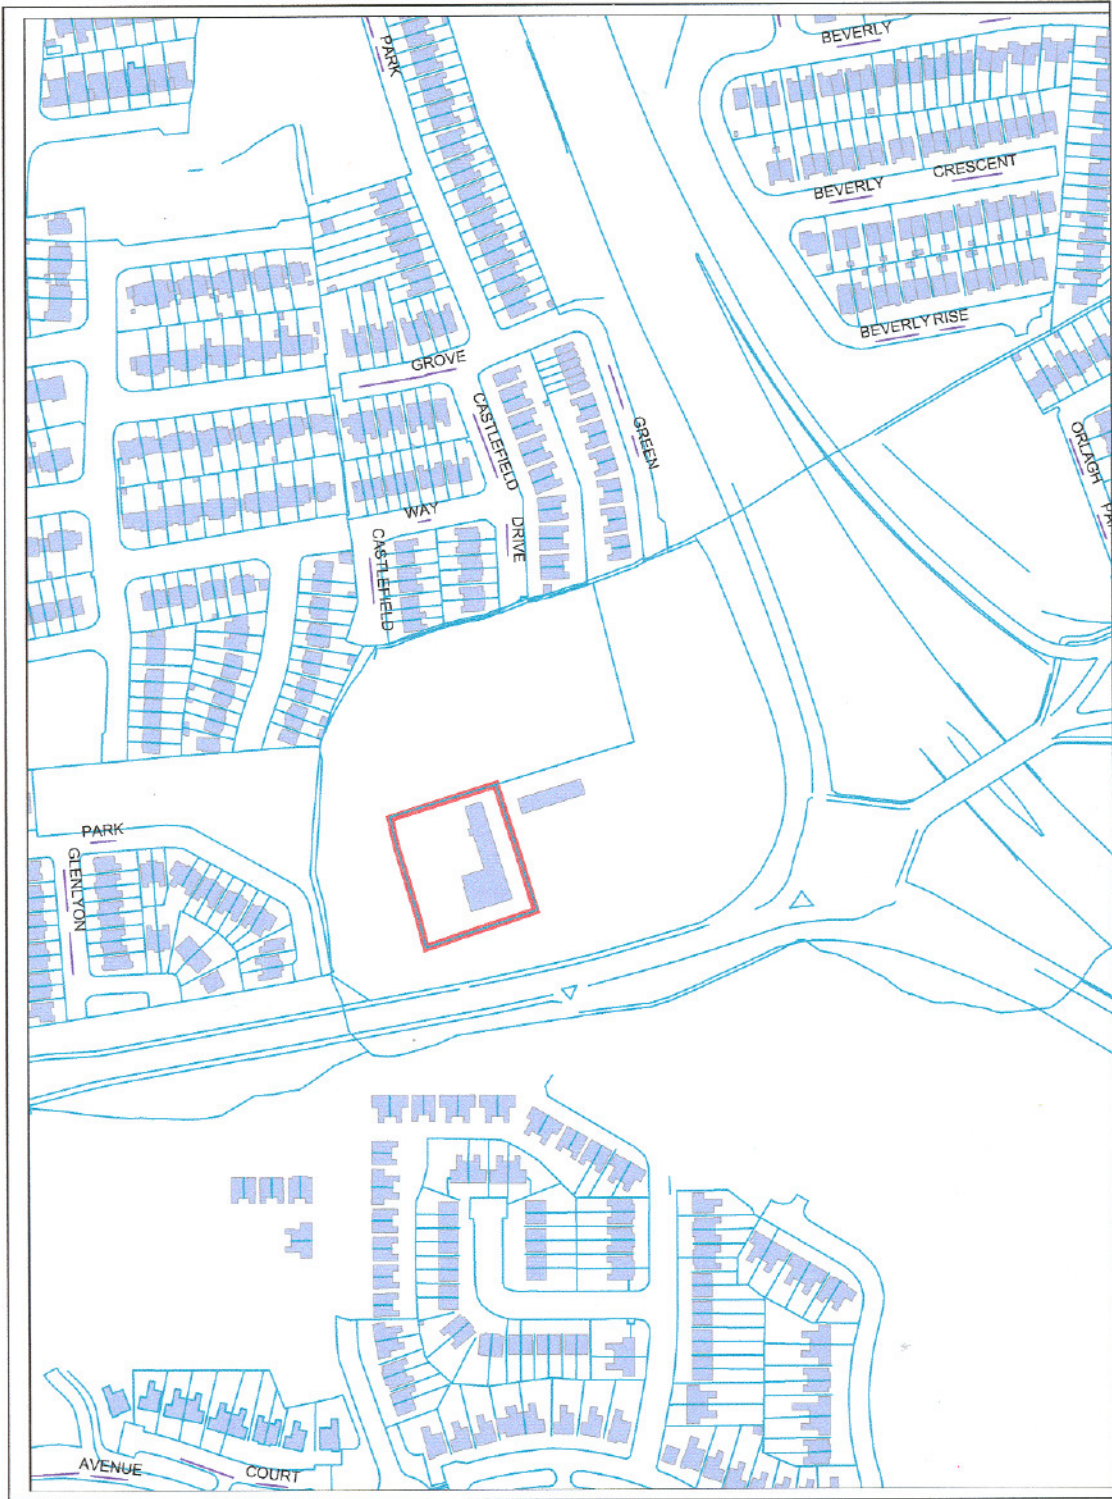 BEVERLY
PARK
BEVERLY CRESCENT
BEVERLY RISE
GROVE
CASTLEFIELD
GREEN
ORLAGH
WAY
DRIVE
CASTLEFIELD
PARK
GLENLYON
AVENUE
COURT